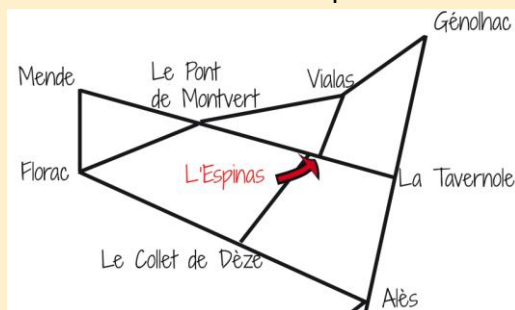 Génolhac
Mende
Le Pont
de Montvert
Vialas
Florac
L'Espinas
La Tavernole
Le Collet de Dèze
Alès